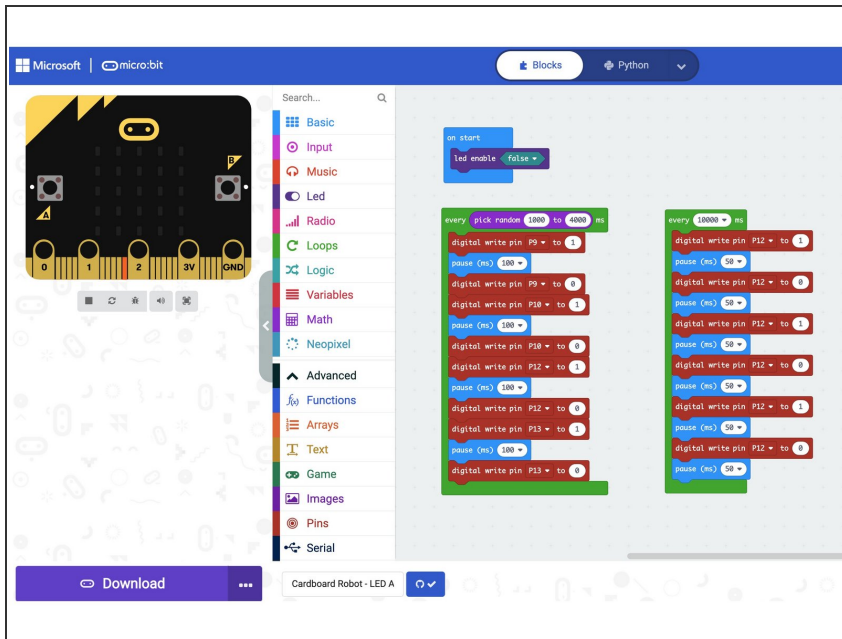 Microsoft | micro:bit
Blocks
Python
B
A
0 1 2 3V GND
Search...
Basic
Input
Music
Led
Radio
Loops
Logic
Variables
Math
Neopixel
Advanced
f(x) Functions
Arrays
Text
Game
Images
Pins
Serial
on start
led enable false
every pick random 1000 to 4000 ms
digital write pin P9 to 1
pause (ms) 100
digital write pin P9 to 0
digital write pin P10 to 1
pause (ms) 100
digital write pin P10 to 0
digital write pin P12 to 1
pause (ms) 100
digital write pin P12 to 0
digital write pin P13 to 1
pause (ms) 100
digital write pin P13 to 0
every 10000 ms
digital write pin P12 to 1
pause (ms) 50
digital write pin P12 to 0
pause (ms) 50
digital write pin P12 to 1
pause (ms) 50
digital write pin P12 to 0
pause (ms) 50
digital write pin P12 to 1
pause (ms) 50
digital write pin P12 to 0
pause (ms) 50
Download
Cardboard Robot - LED A